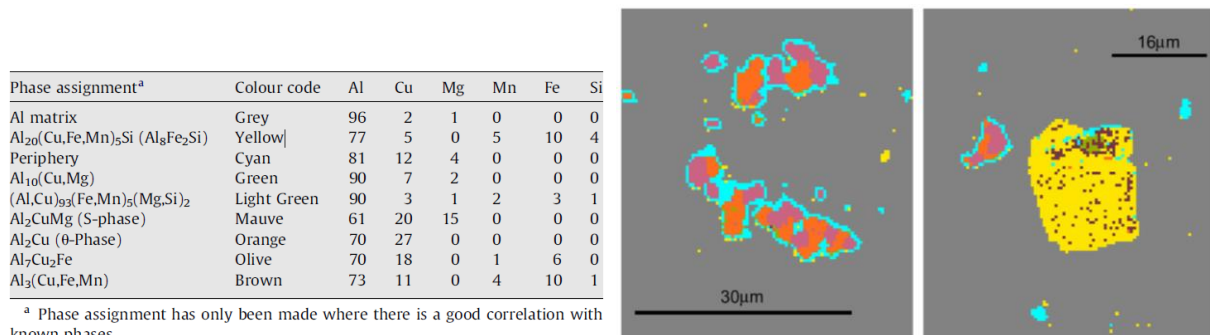 Phase assignmentᵃ Colour code Al Cu Mg Mn Fe Si
Al matrix Grey 96 2 1 0 0 0
Al₂₀(Cu,Fe,Mn)₅Si (Al₈Fe₂Si) Yellow 77 5 0 5 10 4
Periphery Cyan 81 12 4 0 0 0
Al₁₀(Cu,Mg) Green 90 7 2 0 0 0
(Al,Cu)₉₃(Fe,Mn)₅(Mg,Si)₂ Light Green 90 3 1 2 3 1
Al₂CuMg (S-phase) Mauve 61 20 15 0 0 0
Al₂Cu (θ-Phase) Orange 70 27 0 0 0 0
Al₇Cu₂Fe Olive 70 18 0 1 6 0
Al₃(Cu,Fe,Mn) Brown 73 11 0 4 10 1
ᵃ Phase assignment has only been made where there is a good correlation with
known phases
30μm
16μm